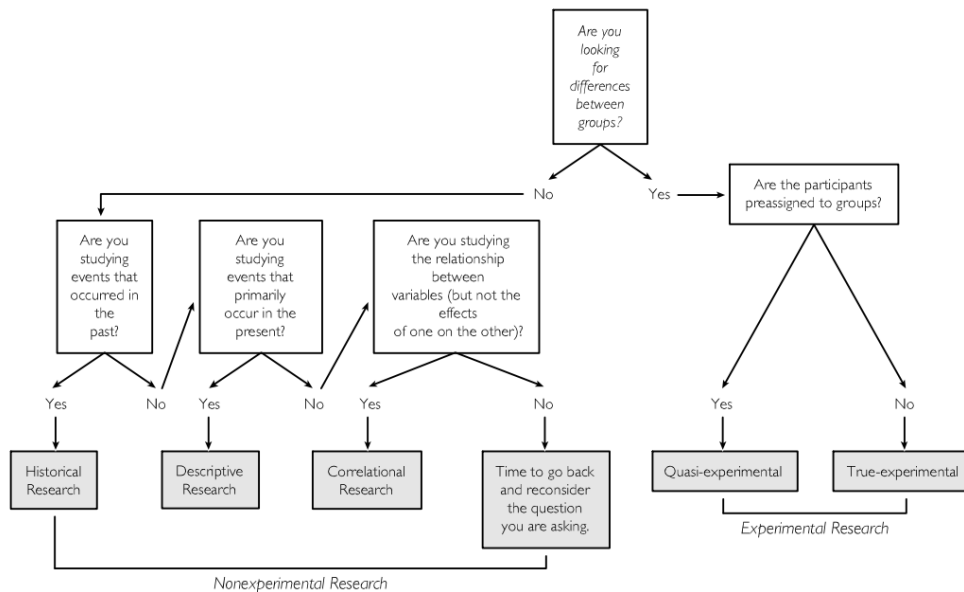 Are you
looking
for
differences
between
groups?
No
Yes
Are the participants
preassigned to groups?
Are you
studying
events that
occurred in
the
past?
Are you
studying
events that
primarily
occur in the
present?
Are you studying
the relationship
between
variables (but not the
effects
of one on the other)?
Yes
No
Yes
No
Yes
No
Yes
No
Historical
Research
Descriptive
Research
Correlational
Research
Time to go back
and reconsider
the question
you are asking.
Quasi-experimental
True-experimental
Experimental Research
Nonexperimental Research